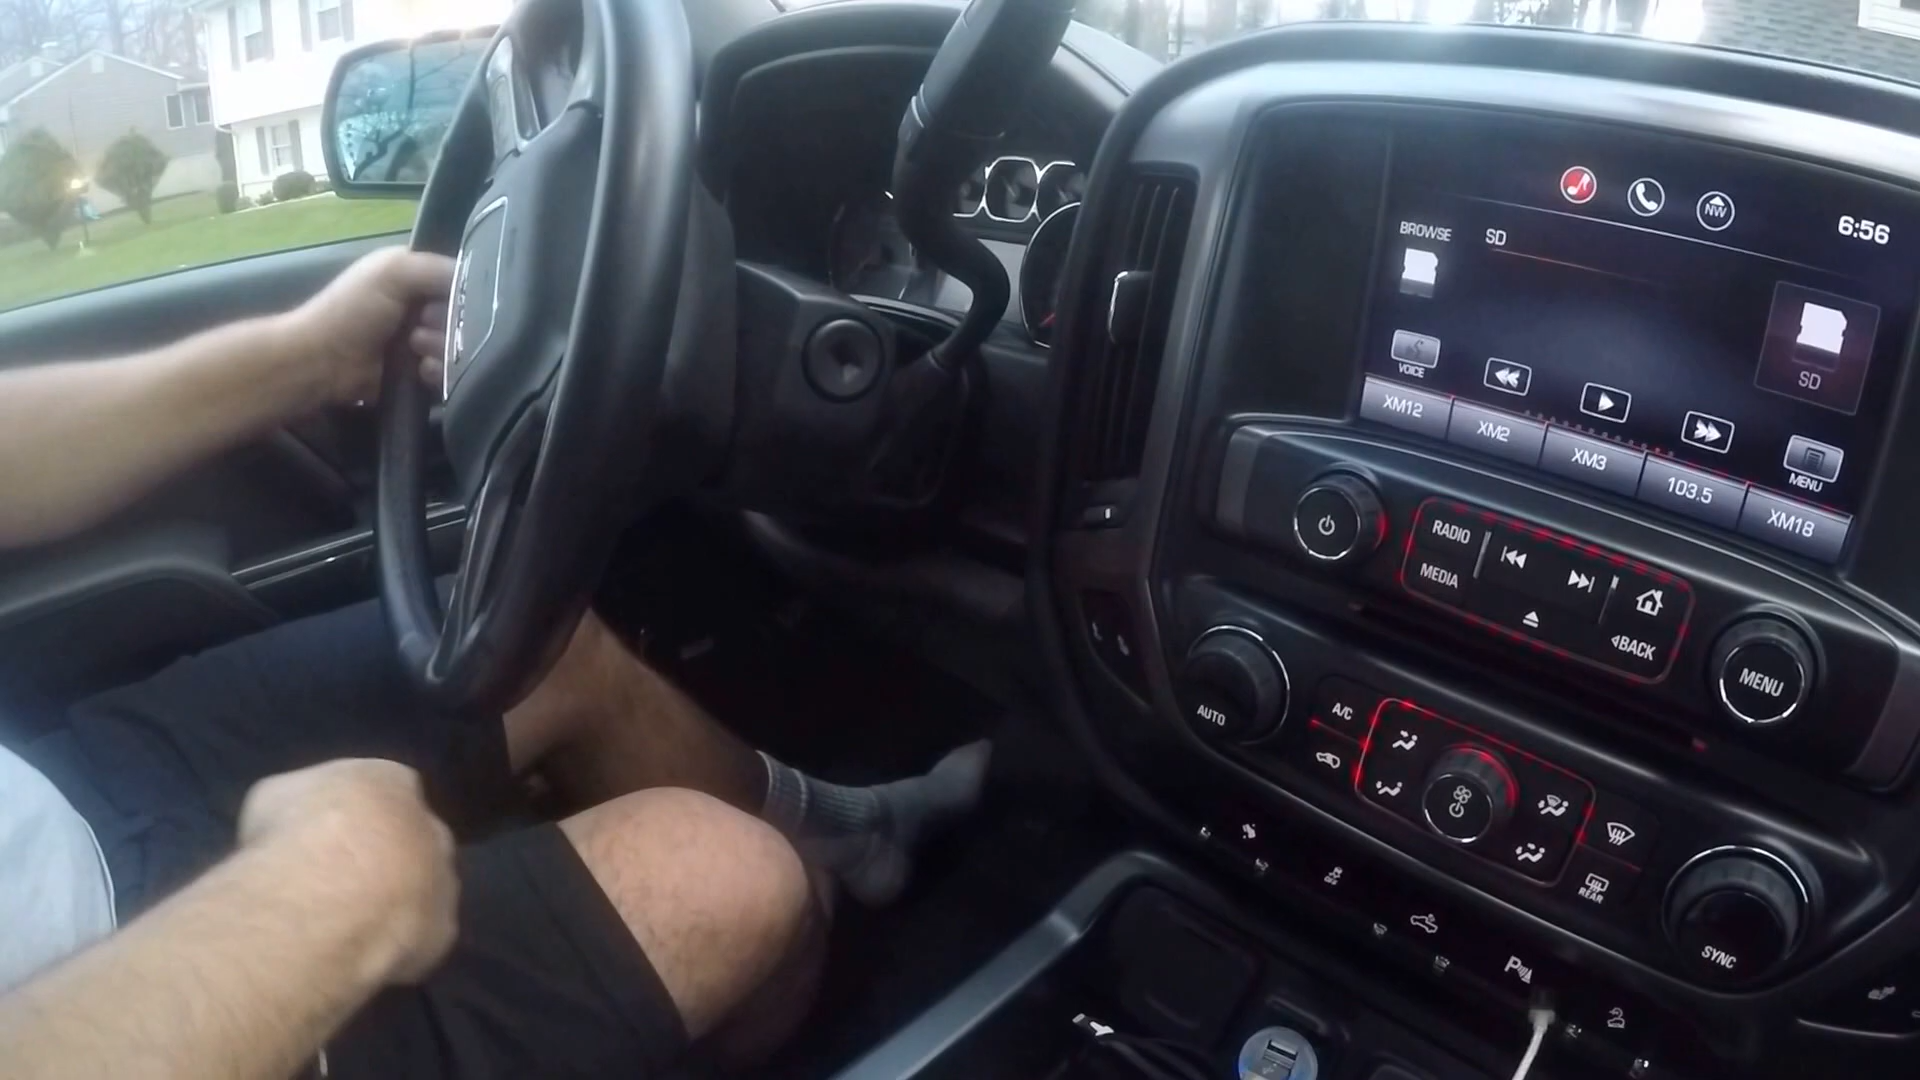 NW
6:56
BROWSE
SD
SD
VOICE
MENU
XM12
XM2
XM3
103.5
XM18
RADIO
MEDIA
BACK
MENU
AUTO
A/C
REAR
SYNC
P